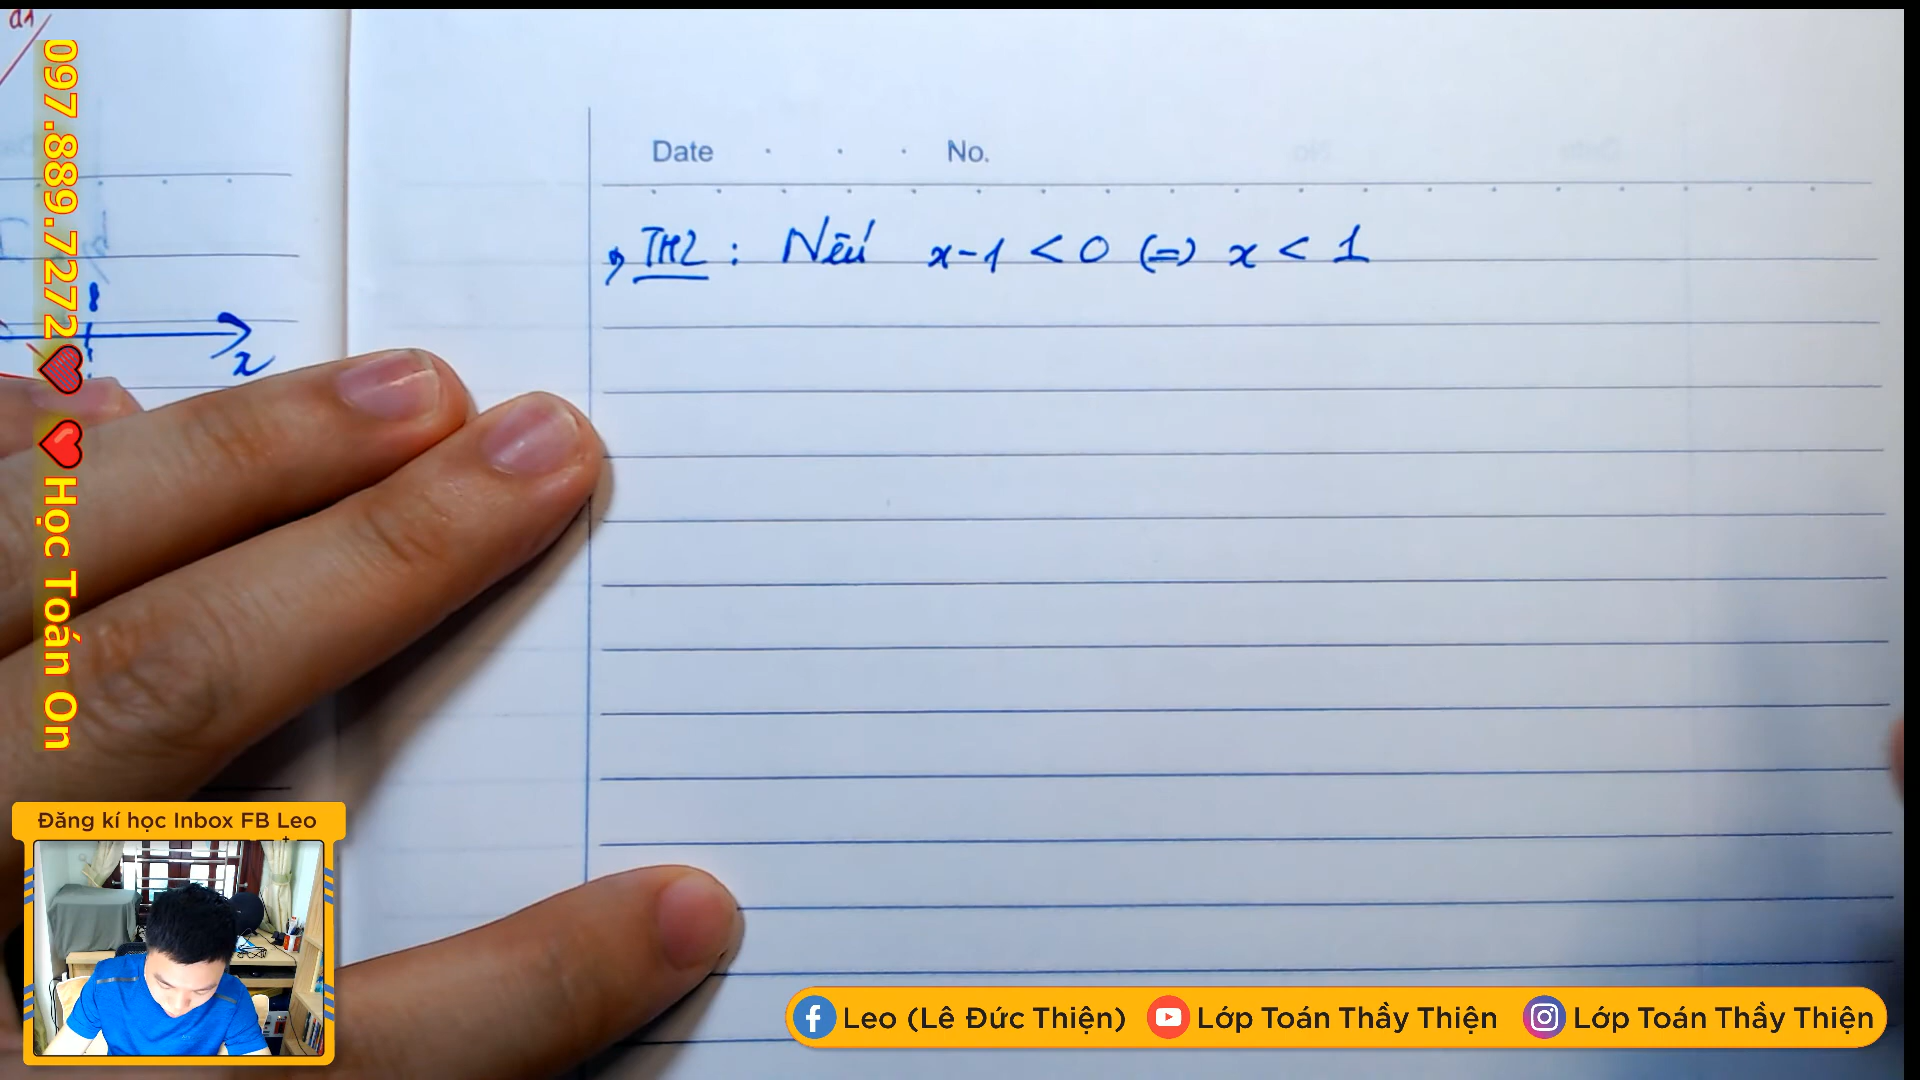 097.889.7272 ❤ ❤ Học Toán On
Date No.
TH2 : Nếu x-1 < 0 (=) x < 1
x
Đăng kí học Inbox FB Leo
Leo (Lê Đức Thiện) Lớp Toán Thầy Thiện Lớp Toán Thầy Thiện